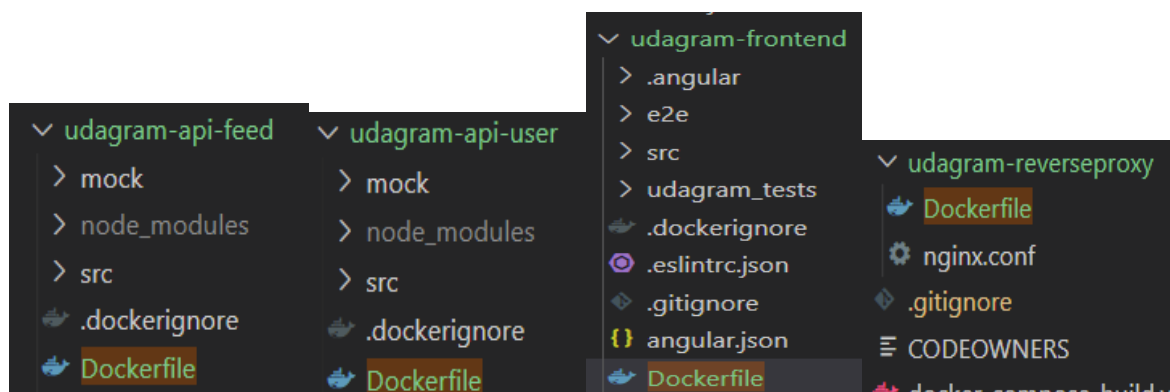 udagram-api-feed
mock
node_modules
src
.dockerignore
Dockerfile
udagram-api-user
mock
node_modules
src
.dockerignore
Dockerfile
udagram-frontend
.angular
e2e
src
udagram_tests
.dockerignore
.eslintrc.json
.gitignore
angular.json
Dockerfile
udagram-reverseproxy
Dockerfile
nginx.conf
.gitignore
CODEOWNERS